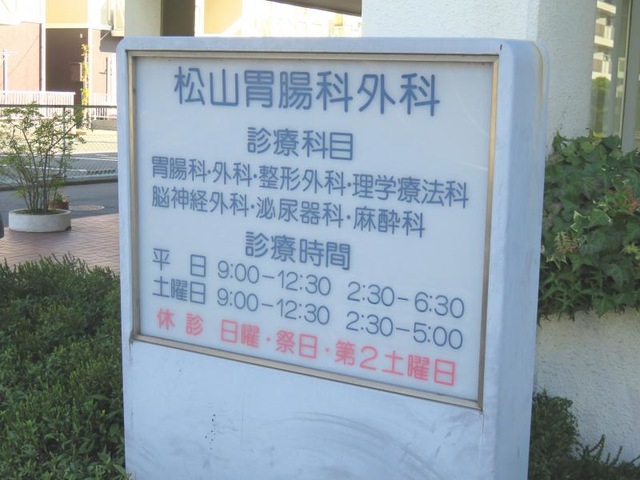 松山胃腸科外科
診療科目
胃腸科・外科・整形外科・理学療法科
脳神経外科・泌尿器科・麻酔科
診療時間
平 日 9:00-12:30 2:30-6:30
土曜日 9:00-12:30 2:30-5:00
休診 日曜・祭日・第2土曜日